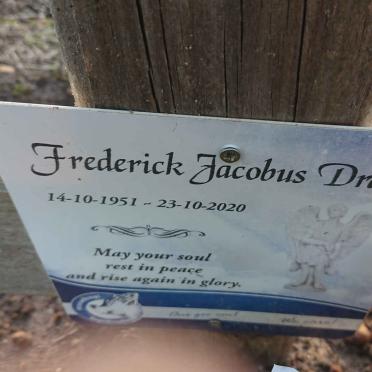 Frederick Jacobus Dr
14-10-1951 ~ 23-10-2020
May your soul
rest in peace
and rise again in glory.